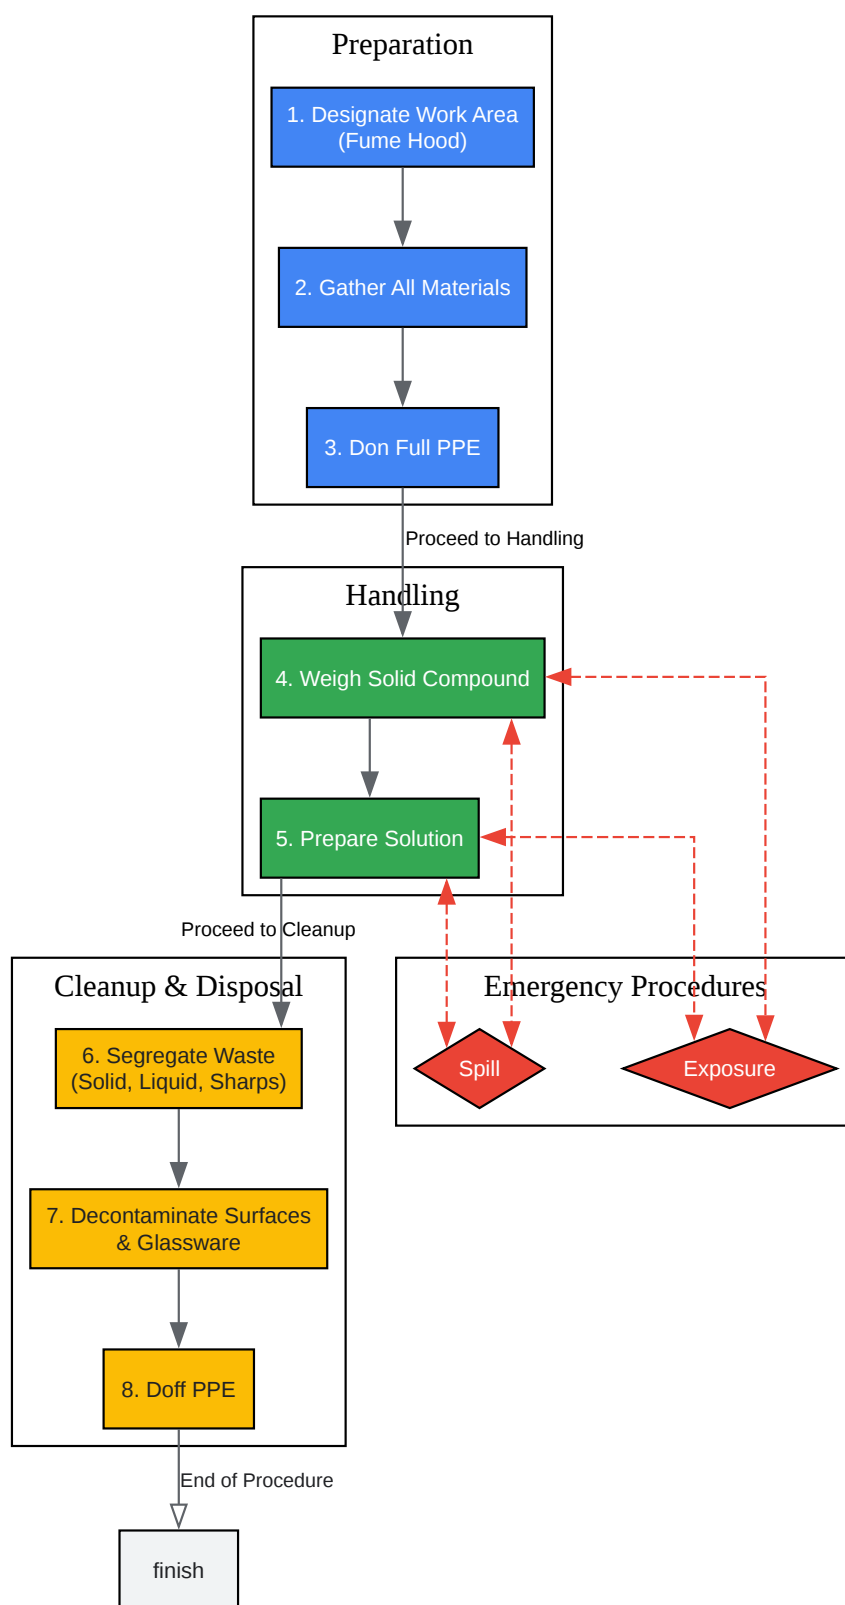 Preparation
1. Designate Work Area
(Fume Hood)
2. Gather All Materials
3. Don Full PPE
Proceed to Handling
Handling
4. Weigh Solid Compound
5. Prepare Solution
Proceed to Cleanup
Cleanup & Disposal
6. Segregate Waste
(Solid, Liquid, Sharps)
7. Decontaminate Surfaces
& Glassware
8. Doff PPE
Emergency Procedures
Spill
Exposure
End of Procedure
finish